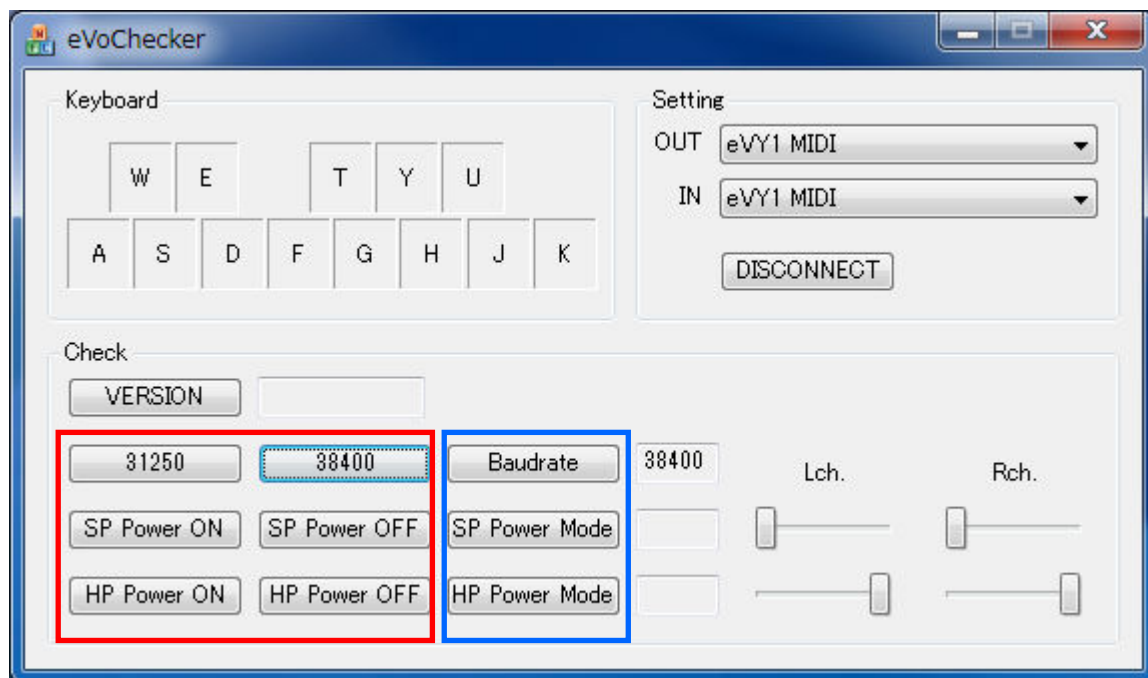 eVoChecker
Keyboard
W E T Y U
A S D F G H J K
Setting
OUT eVY1 MIDI
IN eVY1 MIDI
DISCONNECT
Check
VERSION
31250 38400 Baudrate 38400 Lch. Rch.
SP Power ON SP Power OFF SP Power Mode
HP Power ON HP Power OFF HP Power Mode